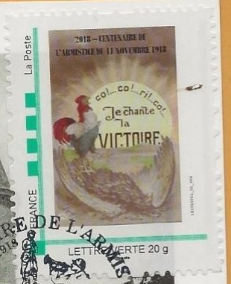 2018 - CENTENAIRE DE
L'ARMISTICE DU 11 NOVEMBRE 1918
La Poste
co!.. co!.. ri!.. co!..
Je chante
la
VICTOIRE
FRANCE
LETTRE VERTE 20 g
RE DE L'ARMIS